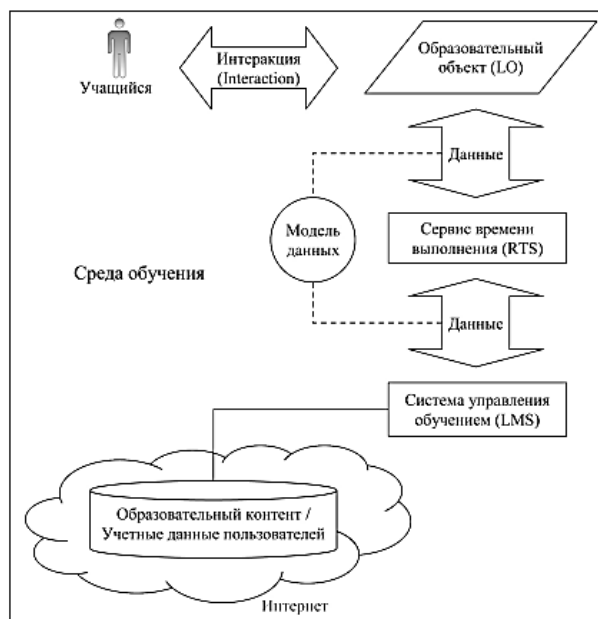 Учащийся
Интеракция
(Interaction)
Образовательный
объект (LO)
Данные
Модель
данных
Сервис времени
выполнения (RTS)
Среда обучения
Данные
Система управления
обучением (LMS)
Образовательный контент /
Учетные данные пользователей
Интернет